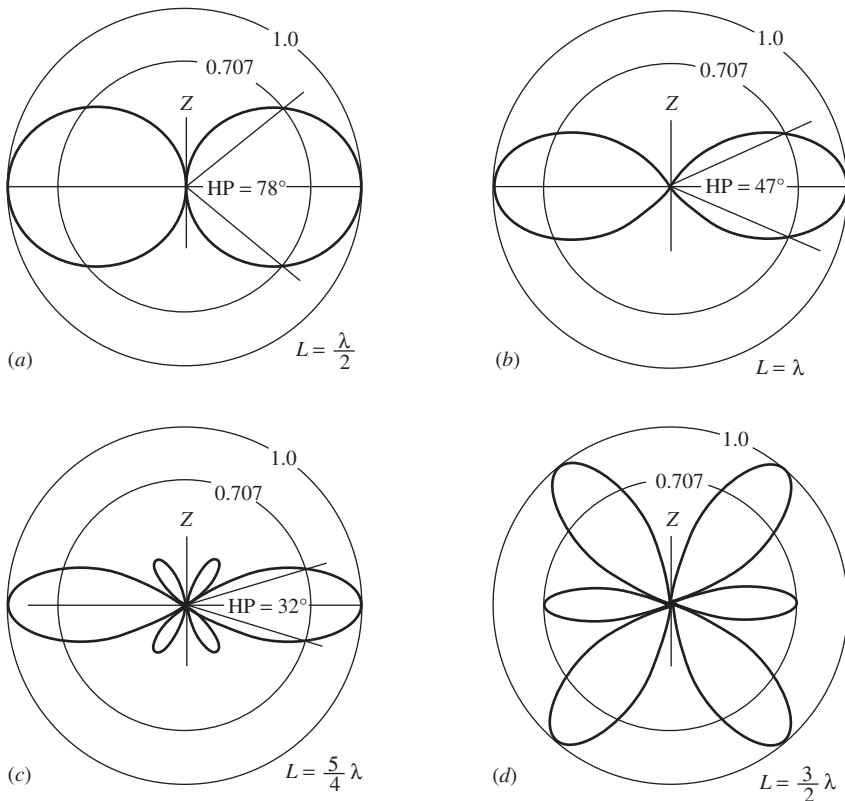 1.0
0.707
Z
HP = 78°
(a)
L = λ/2
1.0
0.707
Z
HP = 47°
(b)
L = λ
1.0
0.707
Z
HP = 32°
(c)
L = 5/4 λ
1.0
0.707
Z
(d)
L = 3/2 λ